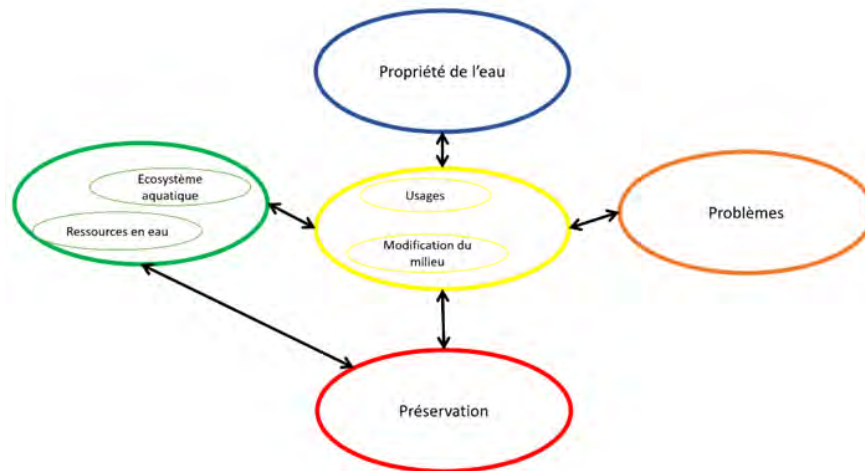 Propriété de l'eau
Ecosystème
aquatique
Ressources en eau
Usages
Modification du
milieu
Problèmes
Préservation